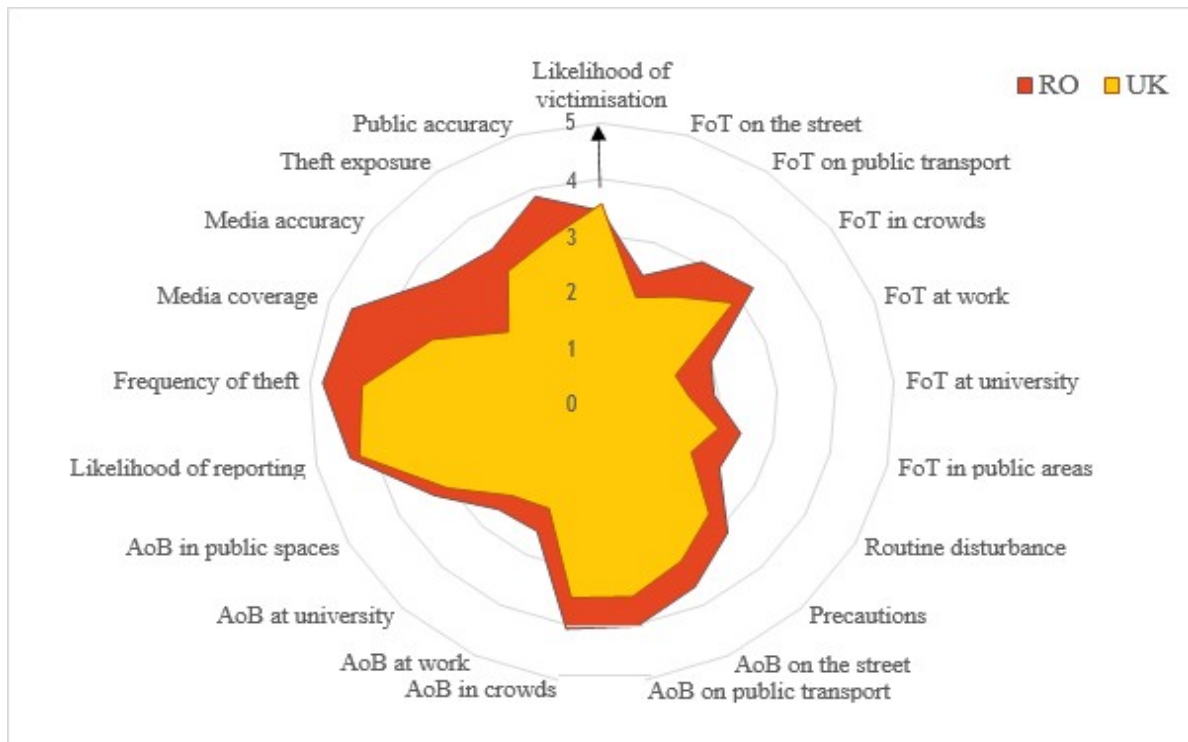 Likelihood of
victimisation
RO UK
Public accuracy
FoT on the street
5
Theft exposure
FoT on public transport
4
Media accuracy
FoT in crowds
3
Media coverage
2
FoT at work
1
Frequency of theft
FoT at university
0
Likelihood of reporting
FoT in public areas
AoB in public spaces
Routine disturbance
AoB at university
Precautions
AoB at work
AoB on the street
AoB in crowds
AoB on public transport